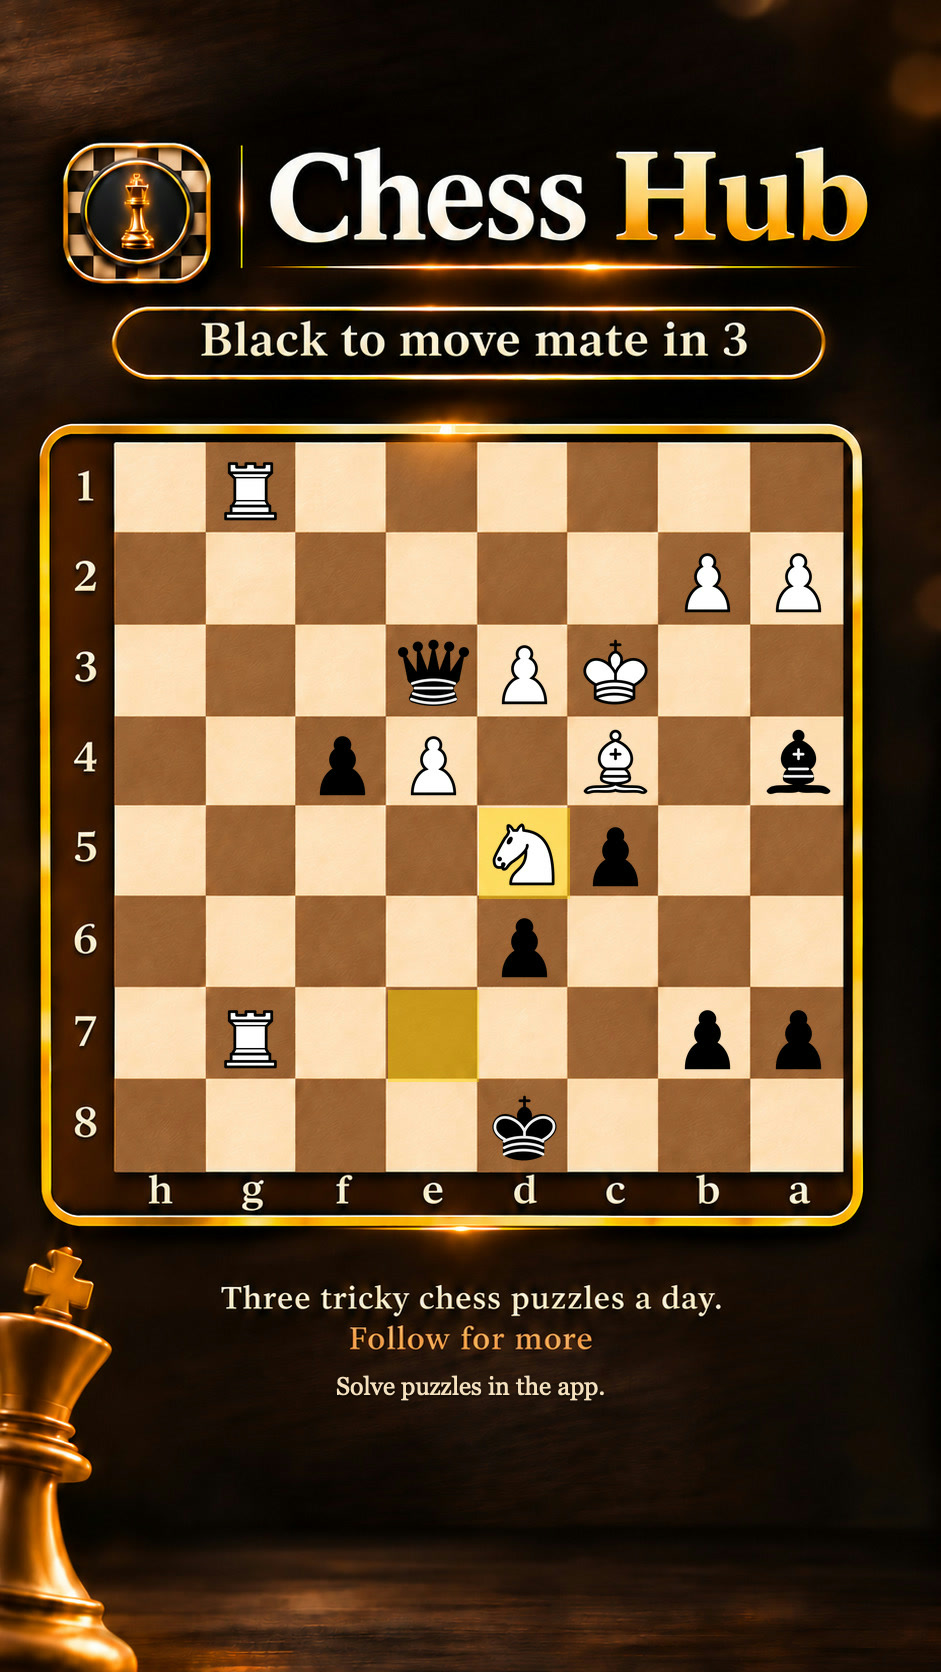 Chess Hub
Black to move mate in 3
1
2
3
4
5
6
7
8
h g f e d c b a
Three tricky chess puzzles a day.
Follow for more
Solve puzzles in the app.